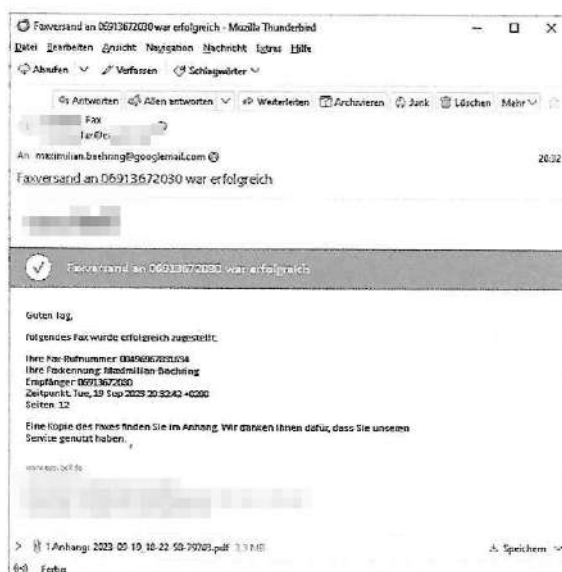 Faxversand an 06913672030 war erfolgreich - Mozilla Thunderbird
Datei Bearbeiten Ansicht Navigation Nachricht Extras Hilfe
Abrufen Verfassen Schlagwörter
Antworten Allen antworten Weiterleiten Archivieren Junk Löschen Mehr
Fax
An maximilian.baehring@googlemail.com 20:32
Faxversand an 06913672030 war erfolgreich
Faxversand an 06913672030 war erfolgreich
Guten Tag,
folgendes Fax wurde erfolgreich zugestellt.
Ihre Fax-Rufnummer:
Ihre Faxkennung: Maximilian Baehring
Empfänger: 06913672030
Zeitpunkt: Tue, 19 Sep 2023 20:32:42 +0200
Seiten: 12
Eine Kopie des Faxes finden Sie im Anhang. Wir danken Ihnen dafür, dass Sie unseren
Service genutzt haben.
1 Anhang: 3,3 MB Speichern
Fertig